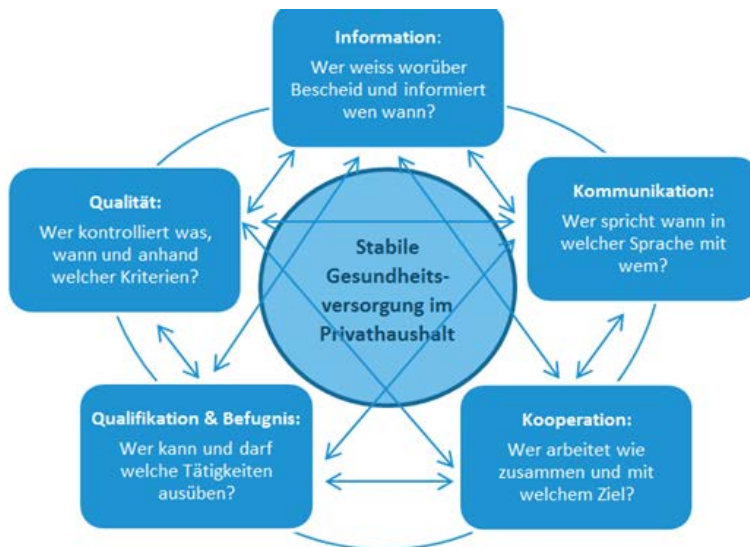 Information:
Wer weiss worüber
Bescheid und informiert
wen wann?
Qualität:
Wer kontrolliert was,
wann und anhand
welcher Kriterien?
Kommunikation:
Wer spricht wann in
welcher Sprache mit
wem?
Stabile
Gesundheits-
versorgung im
Privathaushalt
Qualifikation & Befugnis:
Wer kann und darf
welche Tätigkeiten
ausüben?
Kooperation:
Wer arbeitet wie
zusammen und mit
welchem Ziel?